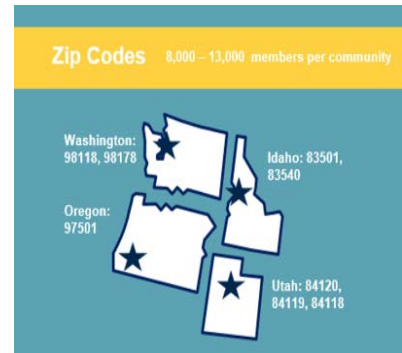 Zip Codes 8,000 – 13,000 members per community
Washington:
98118, 98178
Idaho: 83501,
83540
Oregon:
97501
Utah: 84120,
84119, 84118